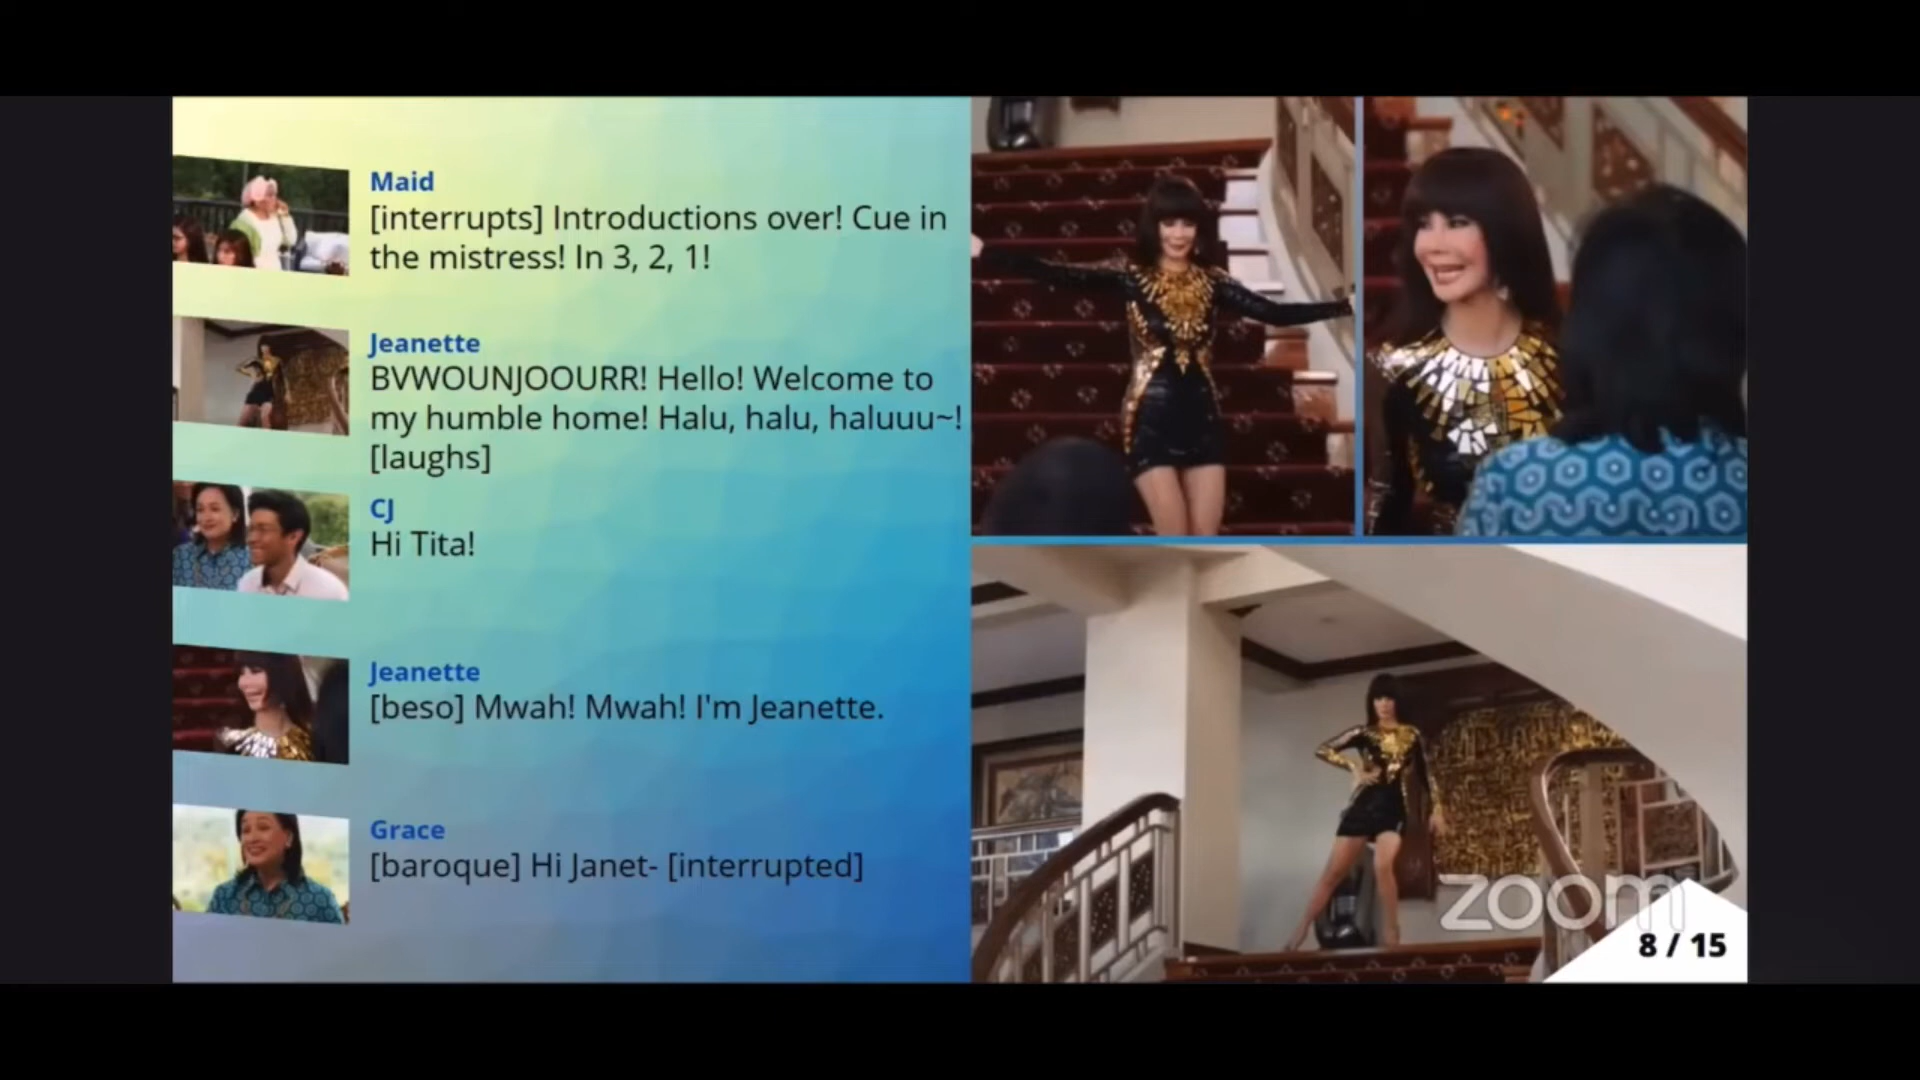 Maid
[interrupts] Introductions over! Cue in
the mistress! In 3, 2, 1!
Jeanette
BVWOUNJOOURR! Hello! Welcome to
my humble home! Halu, halu, haluuu~!
[laughs]
CJ
Hi Tita!
Jeanette
[beso] Mwah! Mwah! I'm Jeanette.
Grace
[baroque] Hi Janet- [interrupted]
zoom
8 / 15